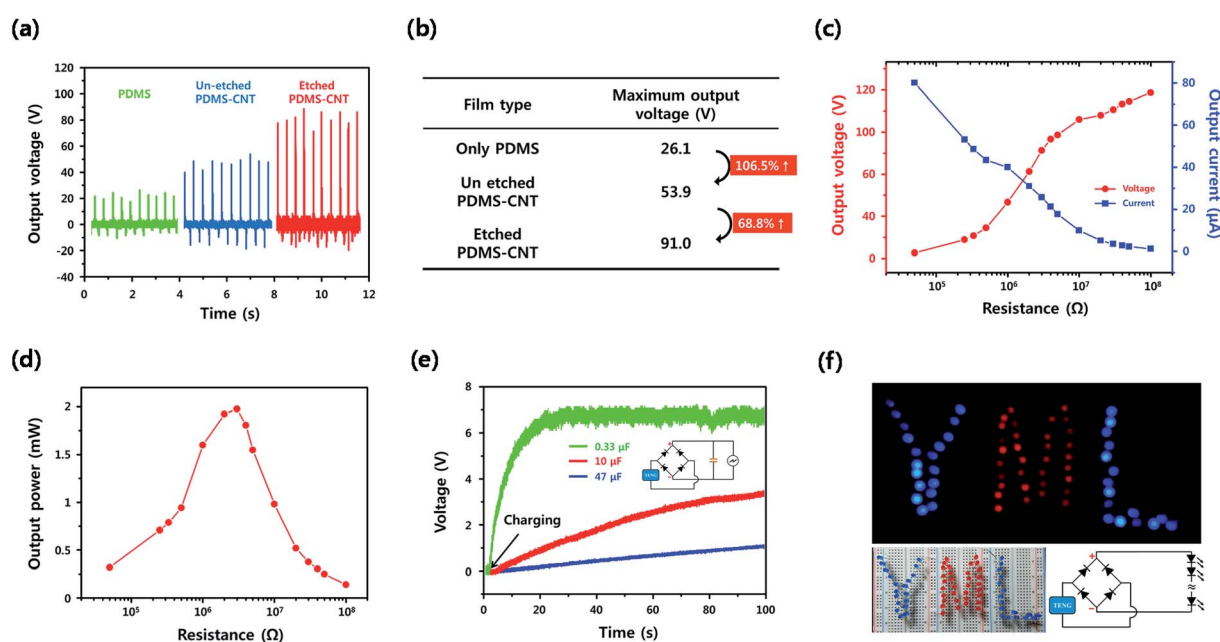 (a)
Output voltage (V)
120
100
80
60
40
20
0
-20
-40
PDMS
Un-etched
PDMS-CNT
Etched
PDMS-CNT
0
2
4
6
8
10
12
Time (s)
(b)
Film type
Maximum output
voltage (V)
Only PDMS
26.1
106.5% ↑
Un etched
PDMS-CNT
53.9
68.8% ↑
Etched
PDMS-CNT
91.0
(c)
Output voltage (V)
120
80
40
0
Output current (μA)
80
60
40
20
0
Voltage
Current
10⁵
10⁶
10⁷
10⁸
Resistance (Ω)
(d)
Output power (mW)
2
1.5
1
0.5
0
10⁵
10⁶
10⁷
10⁸
Resistance (Ω)
(e)
Voltage (V)
8
6
4
2
0
0.33 μF
10 μF
47 μF
+
-
TENG
Charging
0
20
40
60
80
100
Time (s)
(f)
YML
YML
+
-
TENG